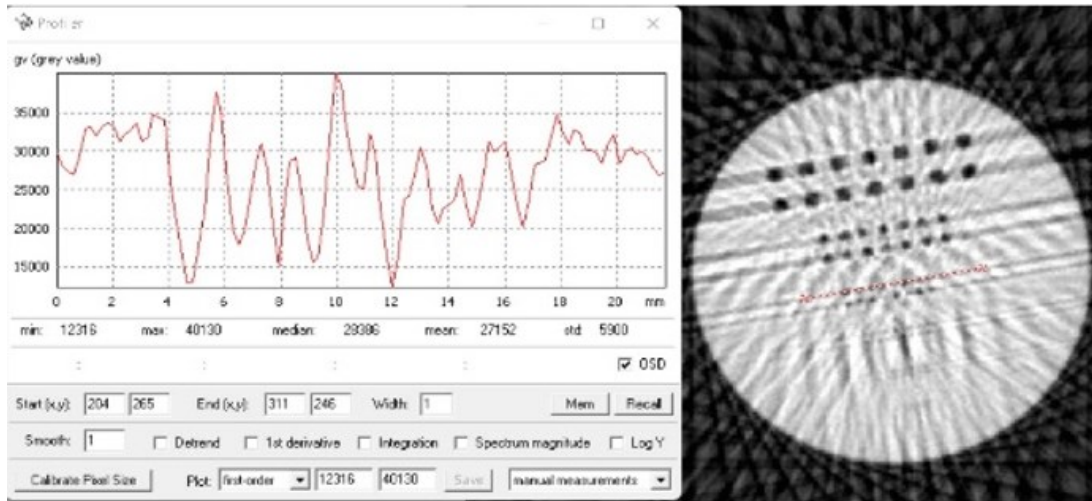 Profiler
gv (grey value)
35000
30000
25000
20000
15000
0 2 4 6 8 10 12 14 16 18 20 mm
min: 12316 max: 40130 median: 28386 mean: 27152 std: 5900
: : : : OSD
Start (x,y): 204 265 End (x,y): 311 246 Width: 1 Mem Recall
Smooth: 1 Detrend 1st derivative Integration Spectrum magnitude Log Y
Calibrate Pixel Size Plot: first-order 12316 40130 Save manual measurements